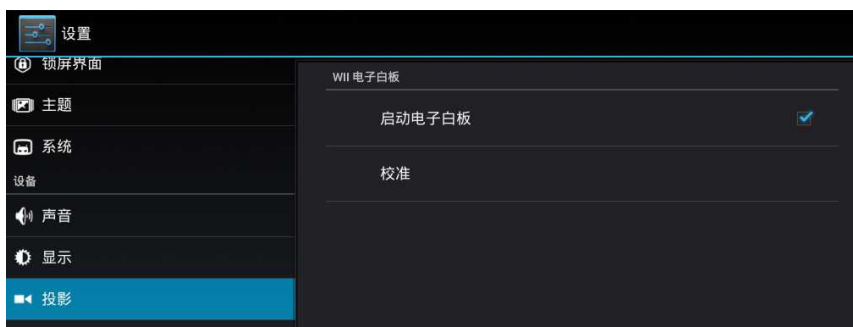 设置
锁屏界面
主题
系统
设备
声音
显示
投影
WII 电子白板
启动电子白板
校准